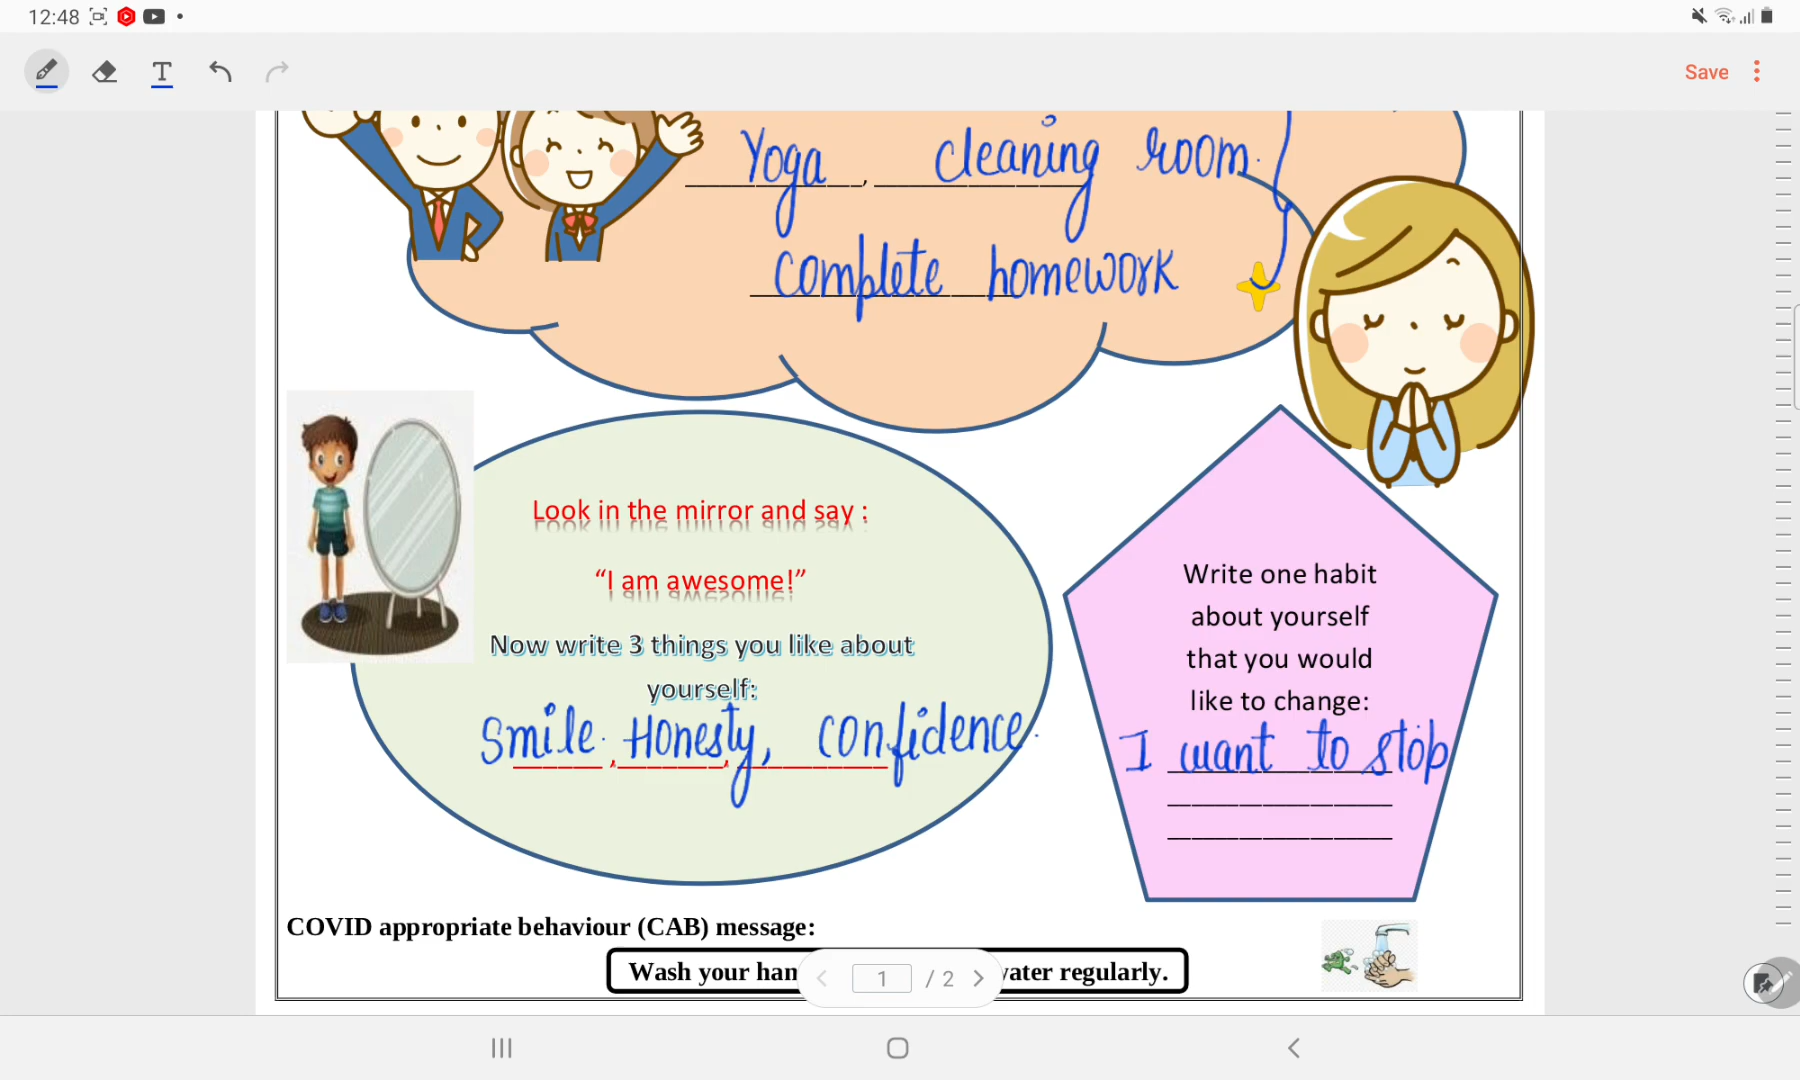 12:48
Save
Yoga, cleaning room.
complete homework
Look in the mirror and say :
“I am awesome!”
Now write 3 things you like about
yourself:
Smile, Honesty, confidence.
Write one habit
about yourself
that you would
like to change:
I want to stop
COVID appropriate behaviour (CAB) message:
Wash your han
water regularly.
1 / 2